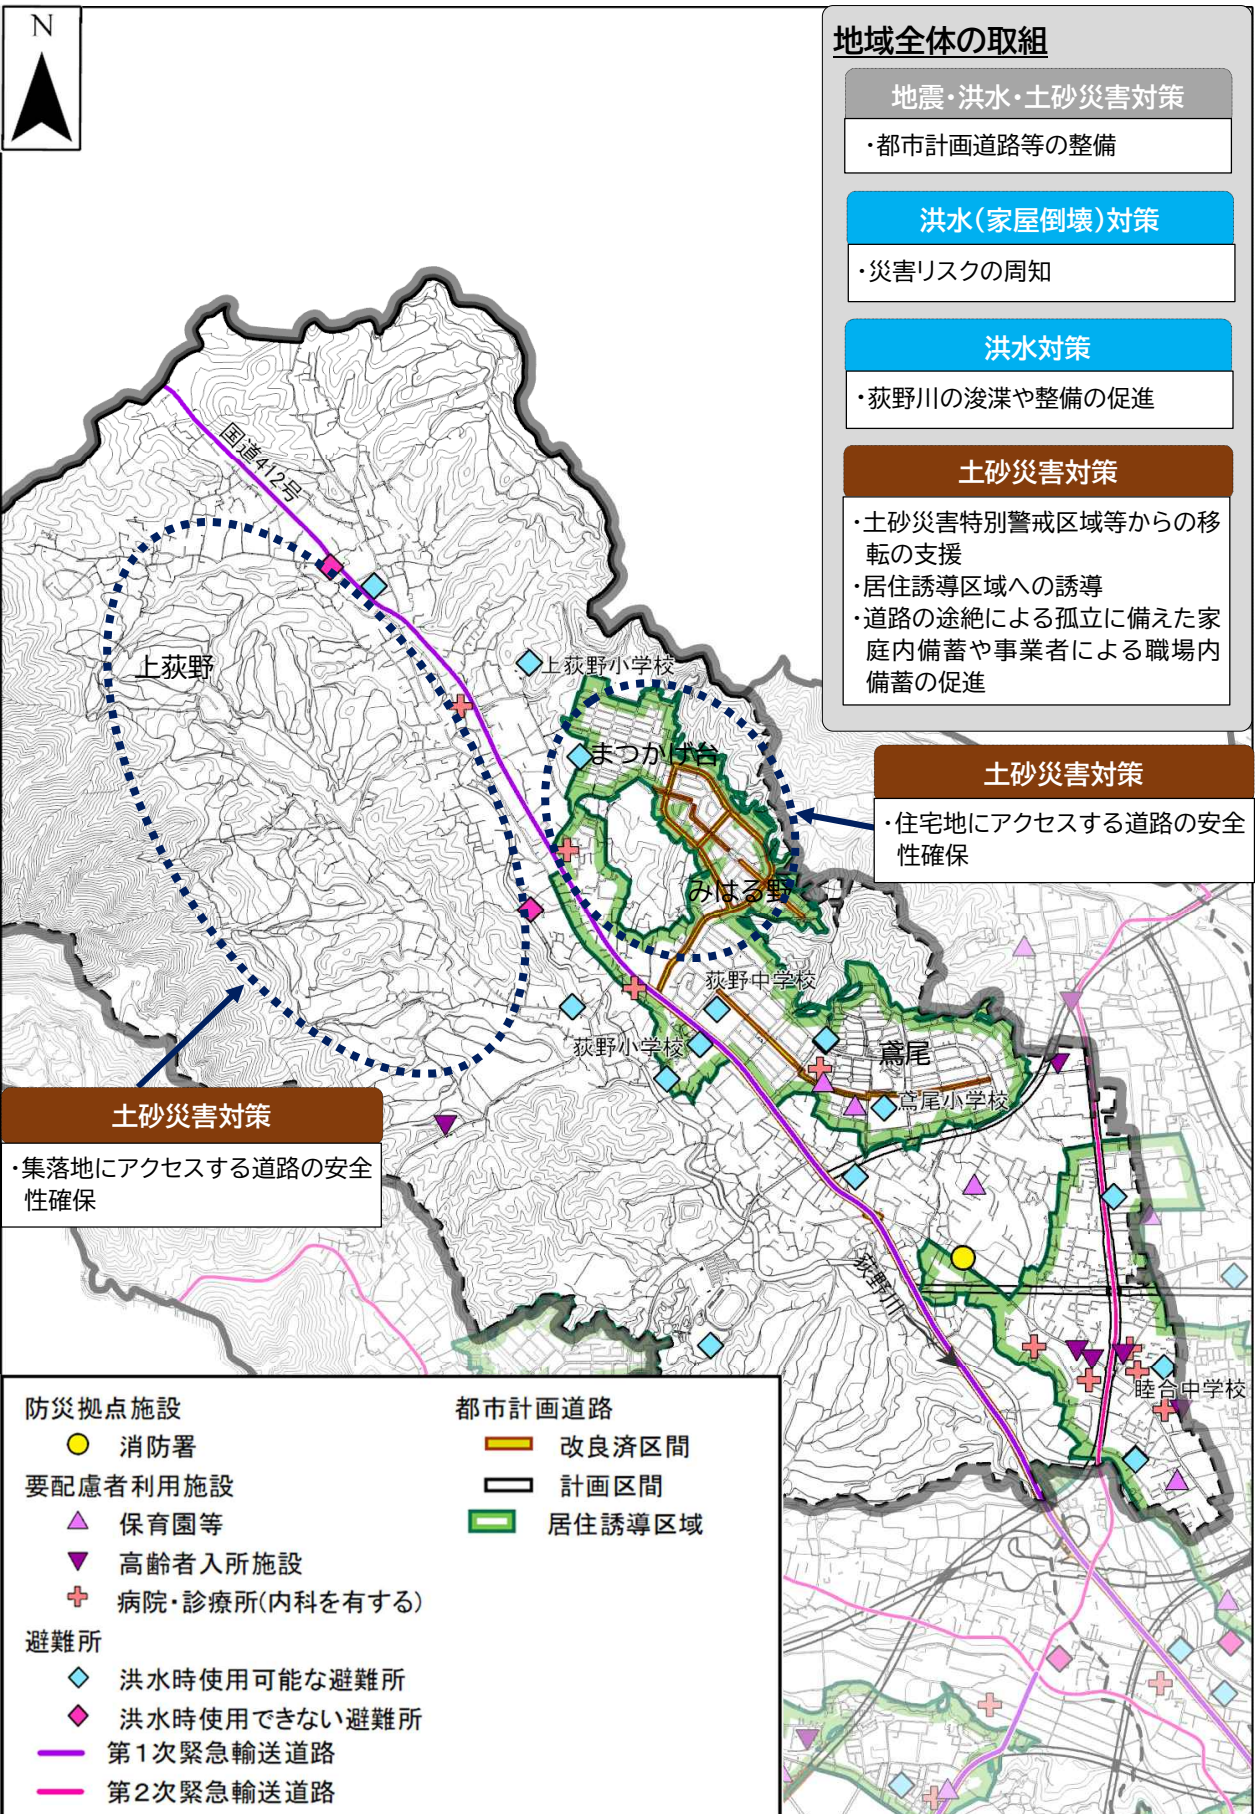 N
地域全体の取組
地震・洪水・土砂災害対策
・都市計画道路等の整備
洪水(家屋倒壊)対策
・災害リスクの周知
洪水対策
・荻野川の浚渫や整備の促進
土砂災害対策
・土砂災害特別警戒区域等からの移
転の支援
・居住誘導区域への誘導
・道路の途絶による孤立に備えた家
庭内備蓄や事業者による職場内
備蓄の促進
国道412号
上荻野
上荻野小学校
まつかげ台
土砂災害対策
・住宅地にアクセスする道路の安全
性確保
みはる野
荻野中学校
荻野小学校
鳶尾
鳶尾小学校
土砂災害対策
・集落地にアクセスする道路の安全
性確保
荻野川
睦合中学校
防災拠点施設
消防署
要配慮者利用施設
保育園等
高齢者入所施設
病院・診療所(内科を有する)
避難所
洪水時使用可能な避難所
洪水時使用できない避難所
第1次緊急輸送道路
第2次緊急輸送道路
都市計画道路
改良済区間
計画区間
居住誘導区域